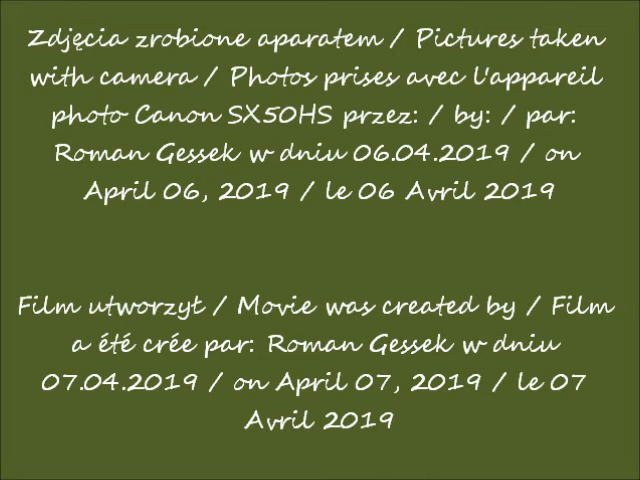 Zdjęcia zrobione aparatem / Pictures taken
with camera / Photos prises avec l'appareil
photo Canon SX50HS przez: / by: / par:
Roman Gessek w dniu 06.04.2019 / on
April 06, 2019 / le 06 Avril 2019
Film utworzył / Movie was created by / Film
a été crée par: Roman Gessek w dniu
07.04.2019 / on April 07, 2019 / le 07
Avril 2019